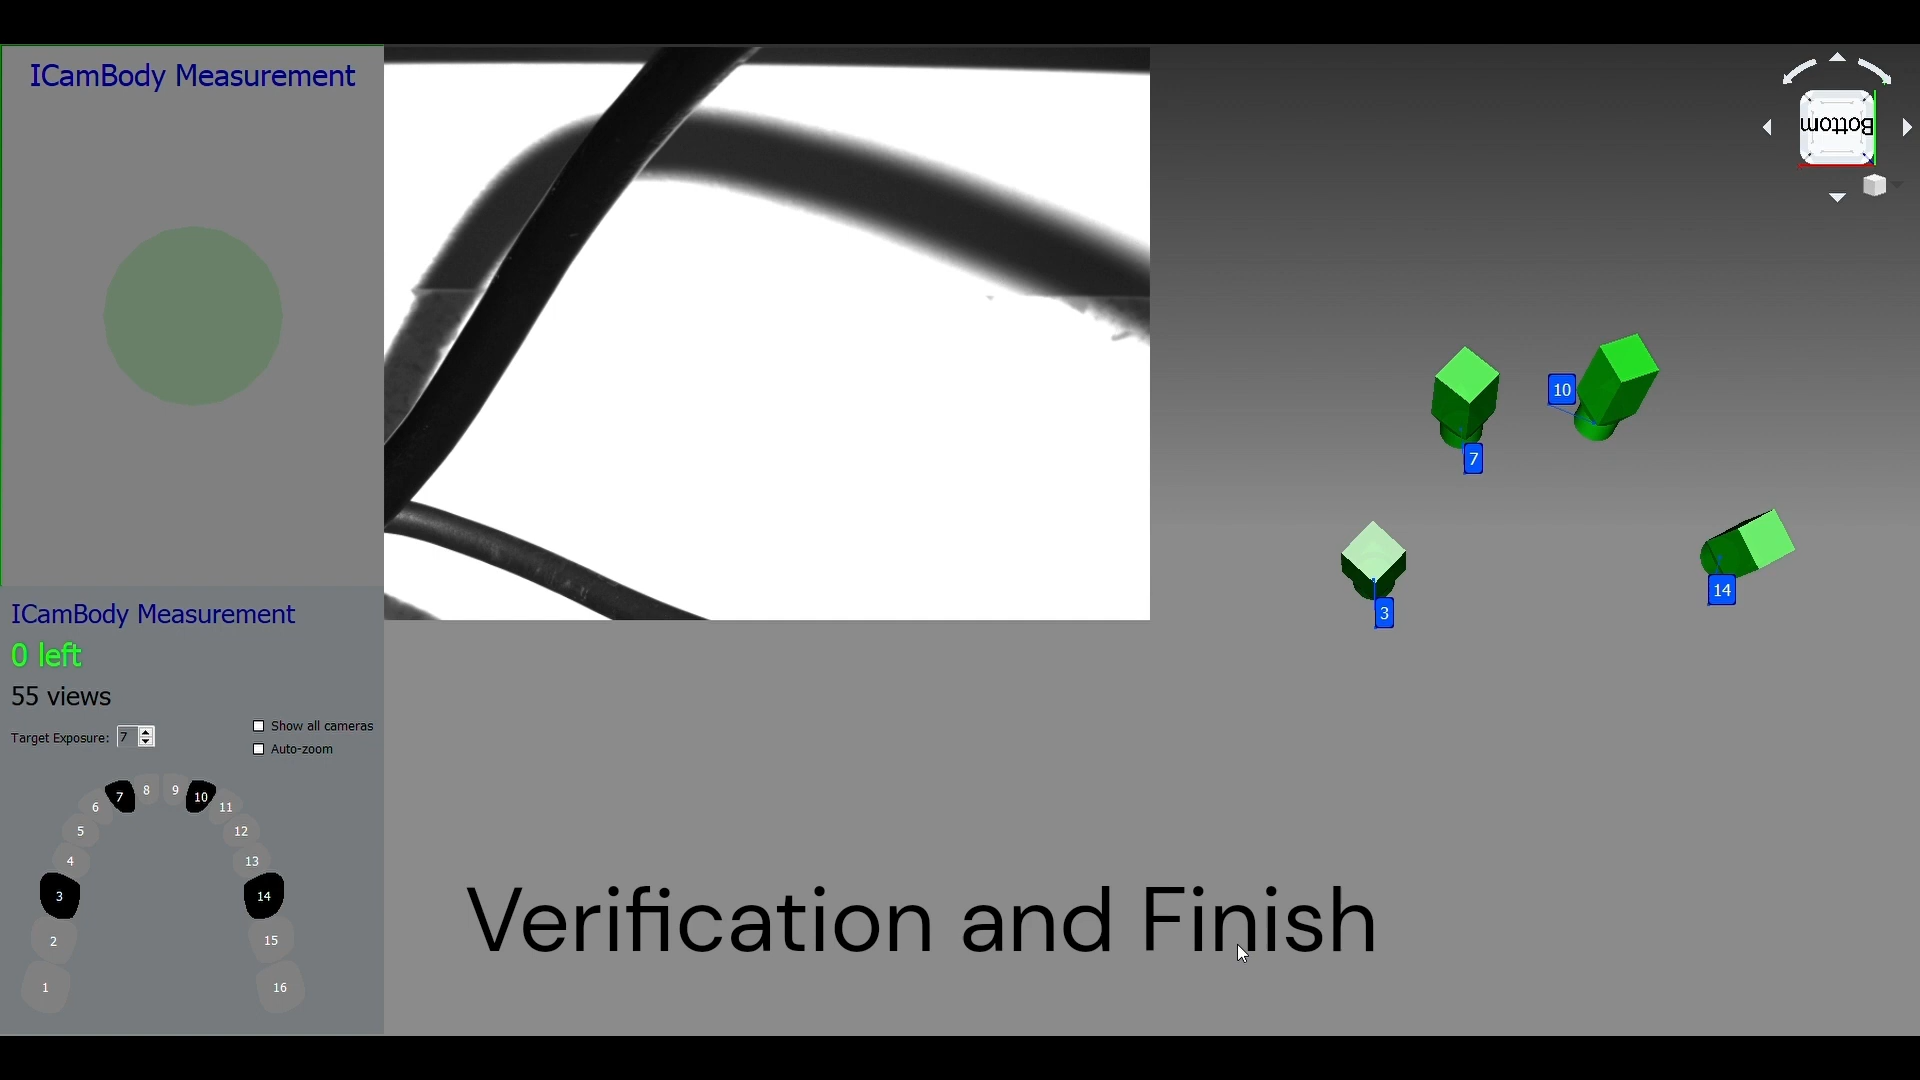 ICamBody Measurement
Bottom
10
7
14
3
ICamBody Measurement
0 left
55 views
Show all cameras
Target Exposure: 7
Auto-zoom
7 8 9 10
6 11
5 12
4 13
3 14
2 15
1 16
Verification and Finish